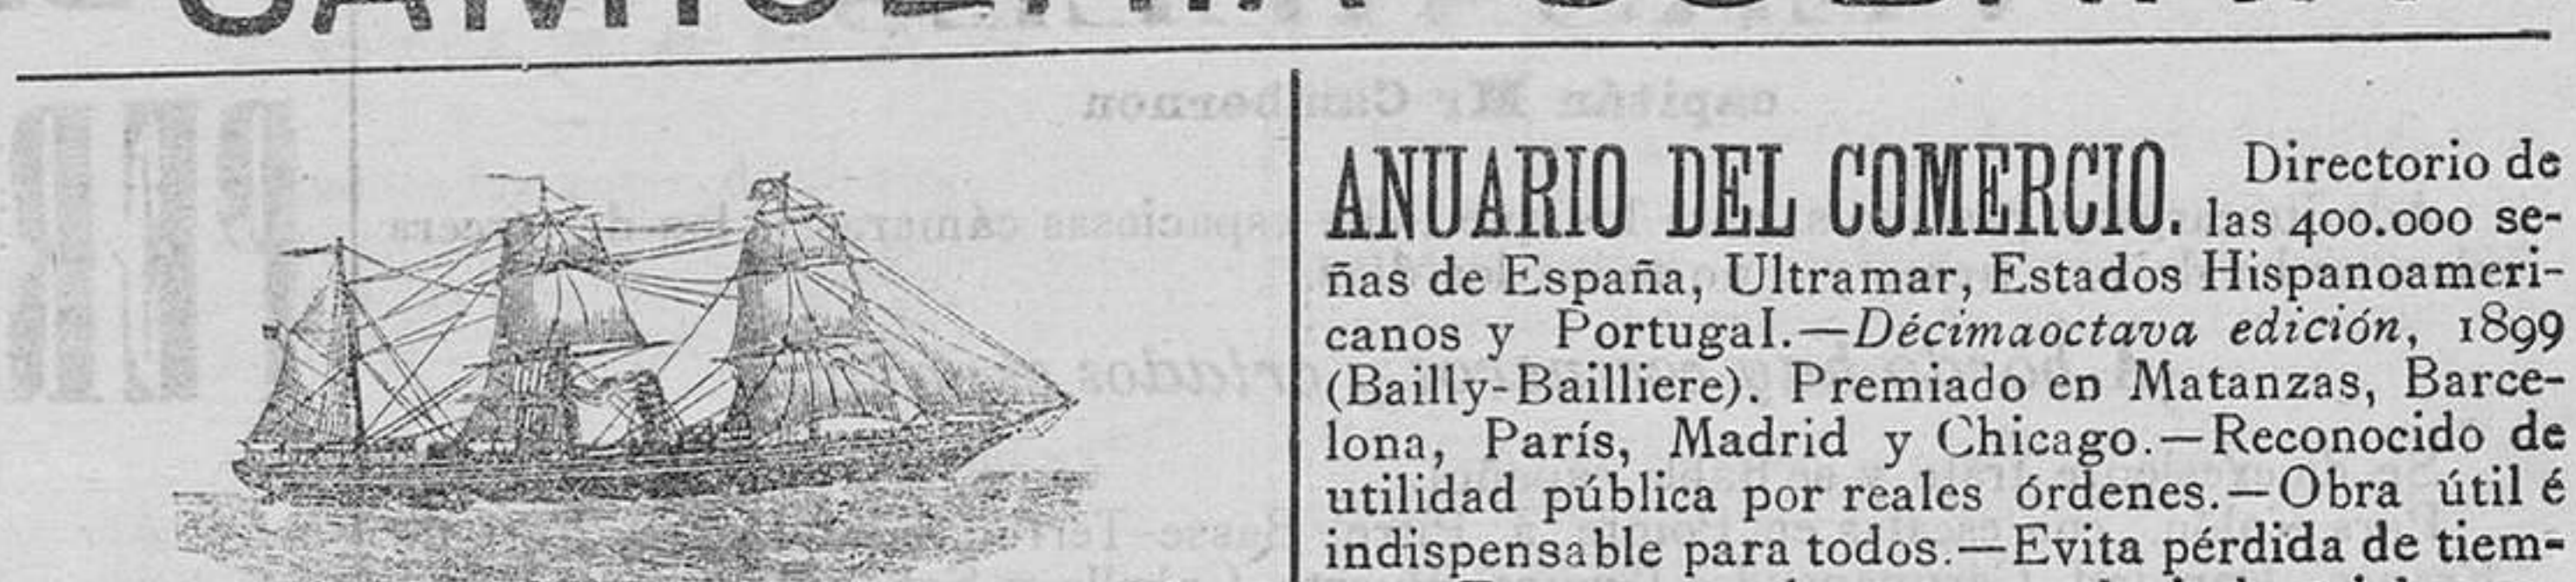 ANUARIO DEL COMERCIO. Directorio de
las 400.000 se-
ñas de España, Ultramar, Estados Hispanoameri-
canos y Portugal.—Décimaoctava edición, 1899
(Bailly-Bailliere). Premiado en Matanzas, Barce-
lona, París, Madrid y Chicago.—Reconocido de
utilidad pública por reales órdenes.—Obra útil é
indispensable para todos.—Evita pérdida de tiem-